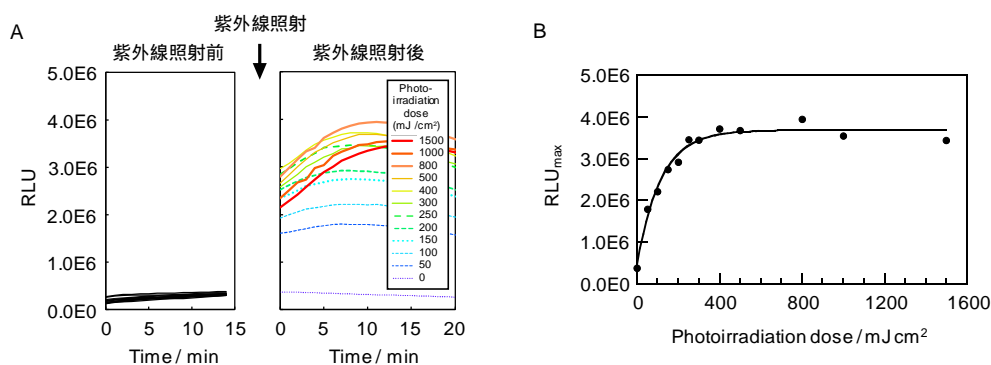 A
紫外線照射
紫外線照射前
紫外線照射後
5.0E6
4.0E6
3.0E6
2.0E6
1.0E6
0.0E0
RLU
0 5 10 15
Time / min
Photo-
irradiation
dose
(mJ /cm²)
1500
1000
800
500
400
300
250
200
150
100
50
0
0 5 10 15 20
Time / min
B
5.0E6
4.0E6
3.0E6
2.0E6
1.0E6
0.0E0
RLUmax
0 400 800 1200 1600
Photoirradiation dose / mJ cm²